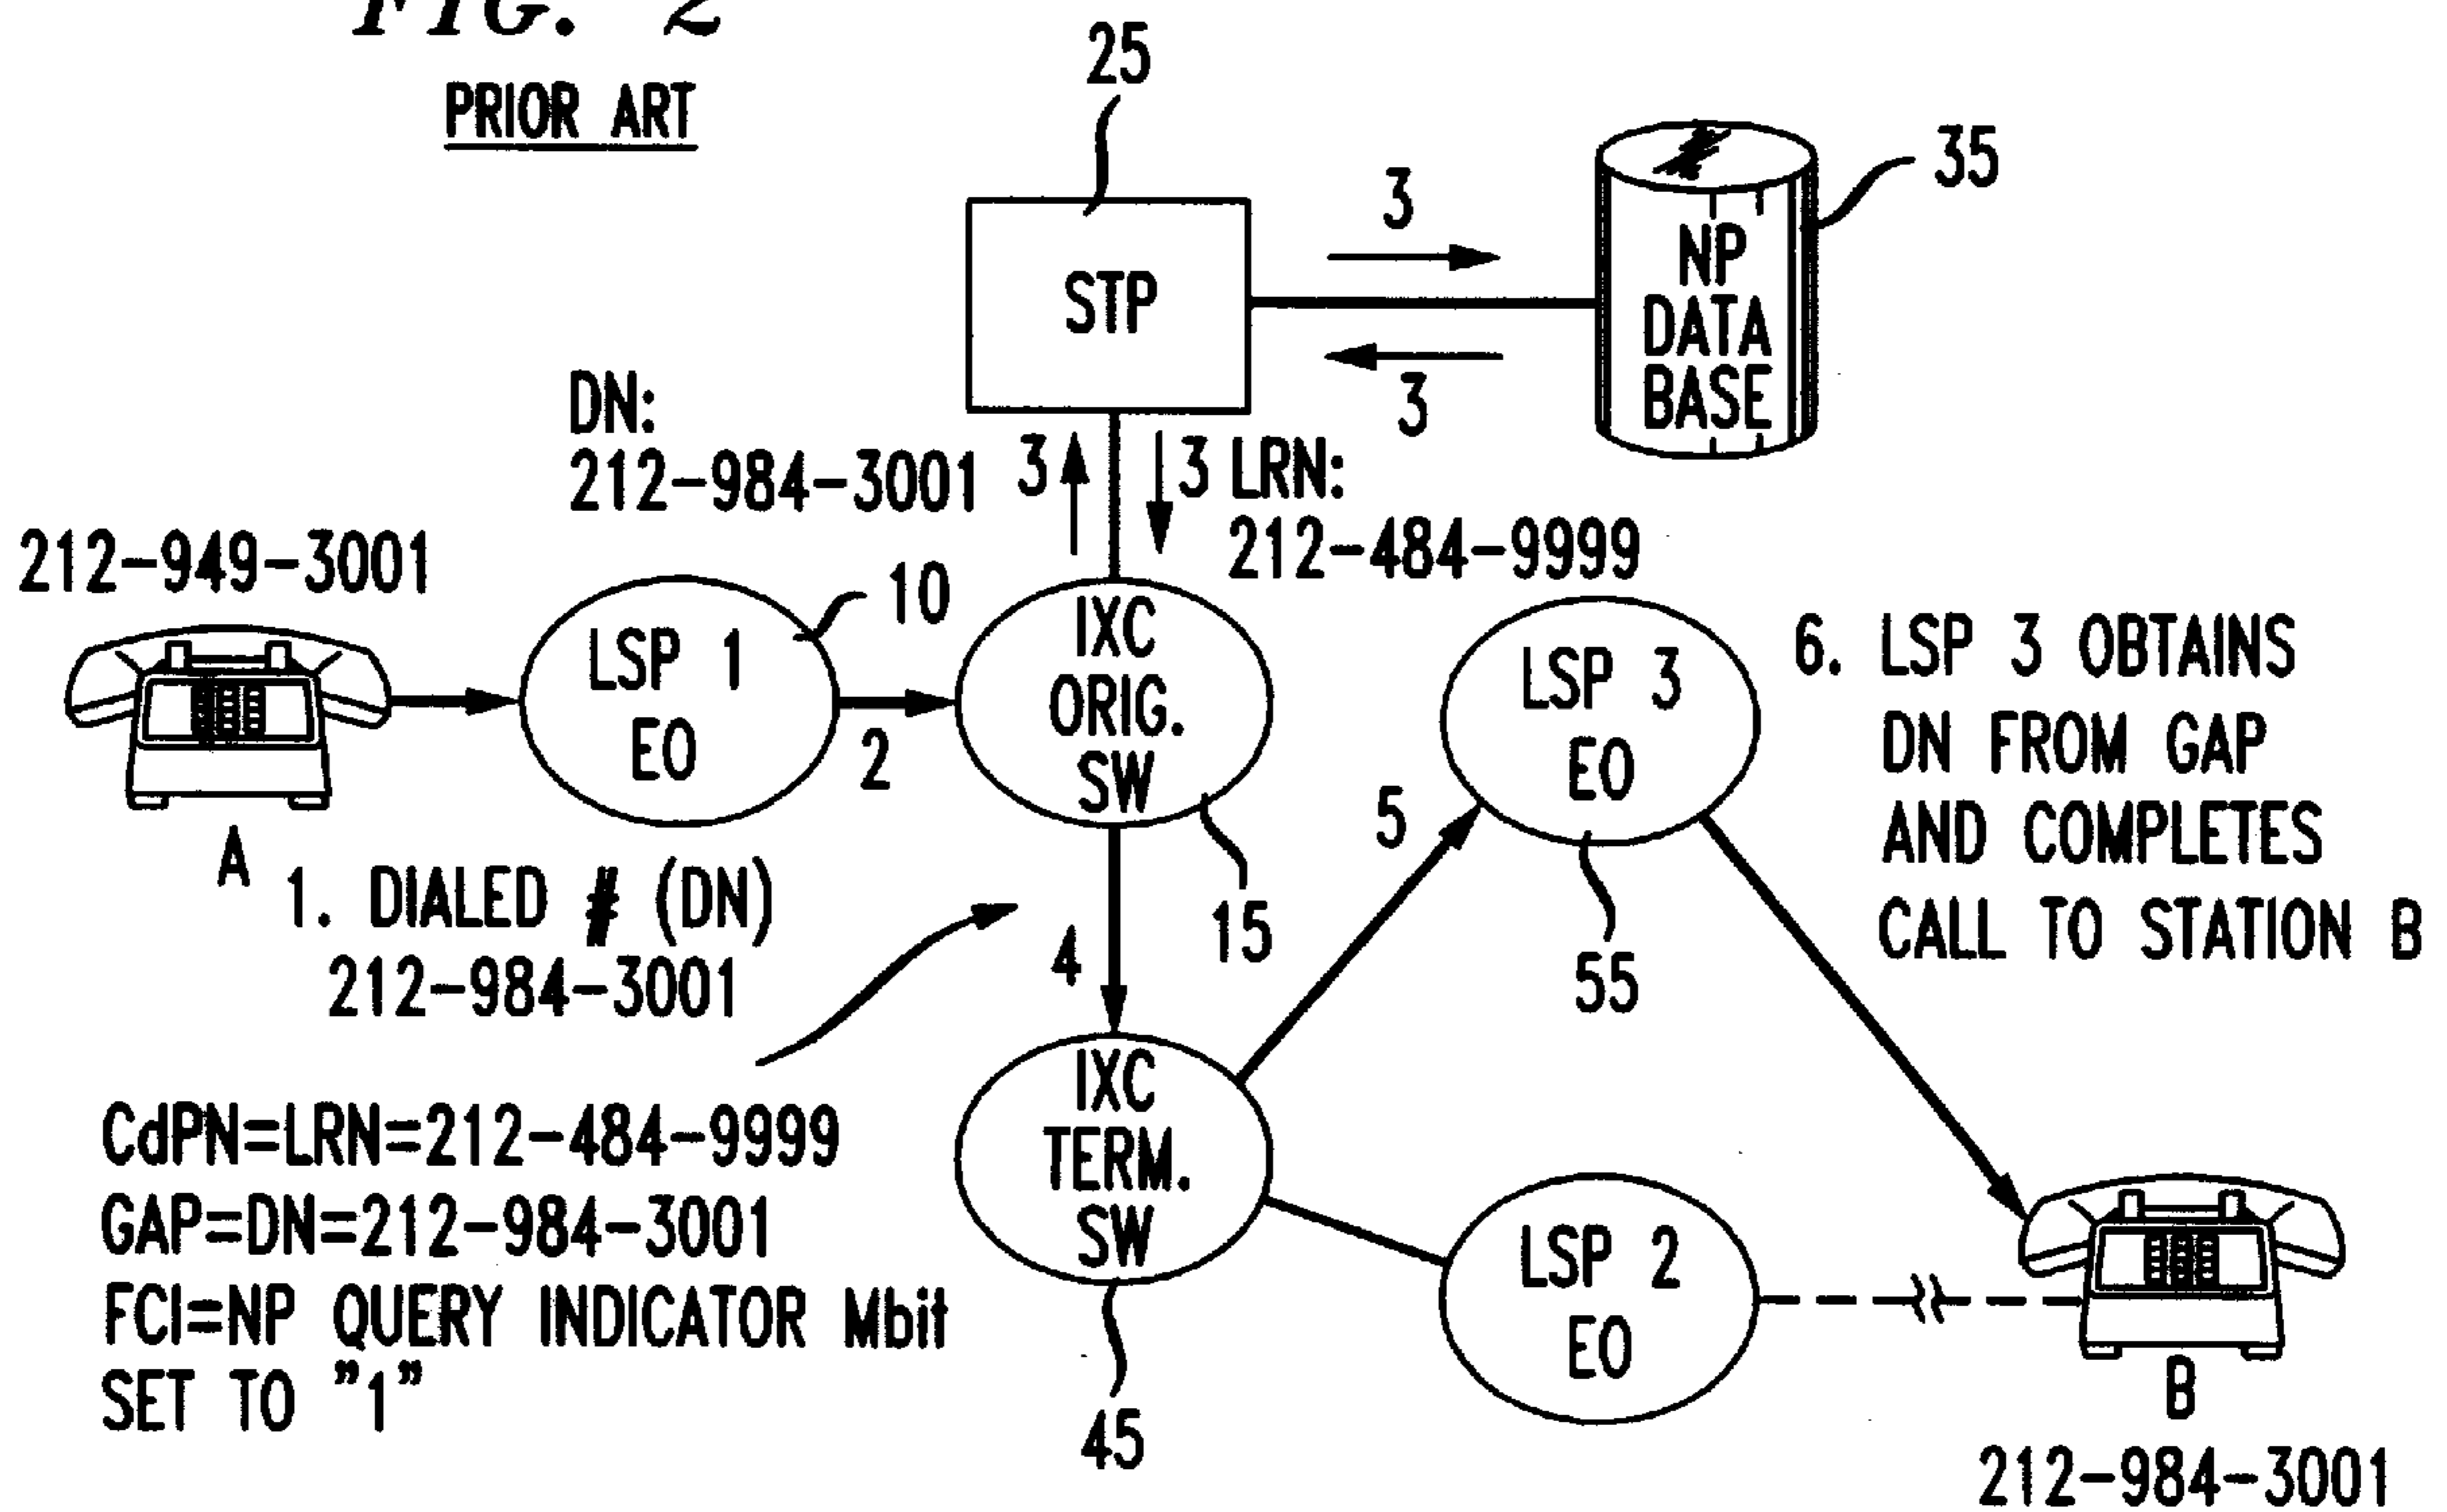 FIG. 2
PRIOR ART
25
35
STP
3
3
NP
DATA
BASE
DN:
212-984-3001
3
3
LRN:
212-484-9999
212-949-3001
10
LSP 1
EO
2
IXC
ORIG.
SW
15
LSP 3
EO
55
6. LSP 3 OBTAINS
DN FROM GAP
AND COMPLETES
CALL TO STATION B
A
1. DIALED # (DN)
212-984-3001
4
5
CdPN=LRN=212-484-9999
GAP=DN=212-984-3001
FCI=NP QUERY INDICATOR Mbit
SET TO "1"
IXC
TERM.
SW
45
LSP 2
EO
B
212-984-3001